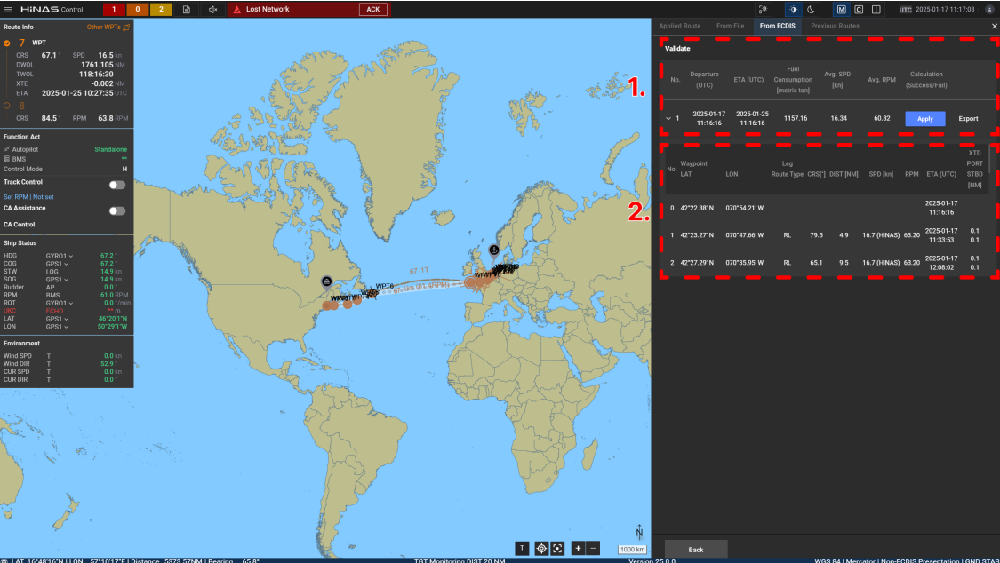 HiNAS Control
1 0 2
Lost Network ACK
M C
UTC 2025-01-17 11:17:08
Route Info Other WPTs
7 WPT
CRS 67.1 ° SPD 16.5 kn
DWOL 1761.105 NM
TWOL 118:16:30
XTE -0.002 NM
ETA 2025-01-25 10:27:35 UTC
8
CRS 84.5 ° RPM 63.8 RPM
Function Act
Autopilot Standalone
BMS **
Control Mode H
Track Control
Set RPM | Not set
CA Assistance
CA Control
Ship Status
HDG GYRO1 67.2 °
COG GPS1 67.2 °
STW LOG 14.9 kn
SOG GPS1 14.9 kn
Rudder AP 0.0 °
RPM BMS 61.0 RPM
ROT GYRO1 0.0 °/min
UKC ECHO ** m
LAT GPS1 46°20'1"N
LON GPS1 50°29'1"W
Environment
Wind SPD T 0.0 kn
Wind DIR T 52.9 °
CUR SPD T 0.0 kn
CUR DIR T 0.0 °
67.1T
WPT6
T
N
1000 km
1.
2.
Applied Route From File From ECDIS Previous Routes
Validate
No. Departure (UTC) ETA (UTC) Fuel Consumption [metric ton] Avg. SPD [kn] Avg. RPM Calculation (Success/Fail)
1 2025-01-17 11:16:16 2025-01-25 11:16:16 1157.16 16.34 60.82 Apply Export
No. Waypoint LAT LON Leg Route Type CRS[°] DIST [NM] SPD [kn] RPM ETA (UTC) XTD PORT STBD [NM]
0 42°22.38' N 070°54.21' W 2025-01-17 11:16:16
1 42°23.27' N 070°47.66' W RL 79.5 4.9 16.7 (HiNAS) 63.20 2025-01-17 11:33:53 0.1 0.1
2 42°27.29' N 070°35.95' W RL 65.1 9.5 16.7 (HiNAS) 63.20 2025-01-17 12:08:02 0.1 0.1
Back
LAT 16°48'16"N | LON 57°10'17"E | Distance 5373.57NM | Bearing 65.8°
TGT Monitoring DIST 20 NM
Version 25.0.0
WGS 84 | Mercator | Non-ECDIS Presentation | GND STAB